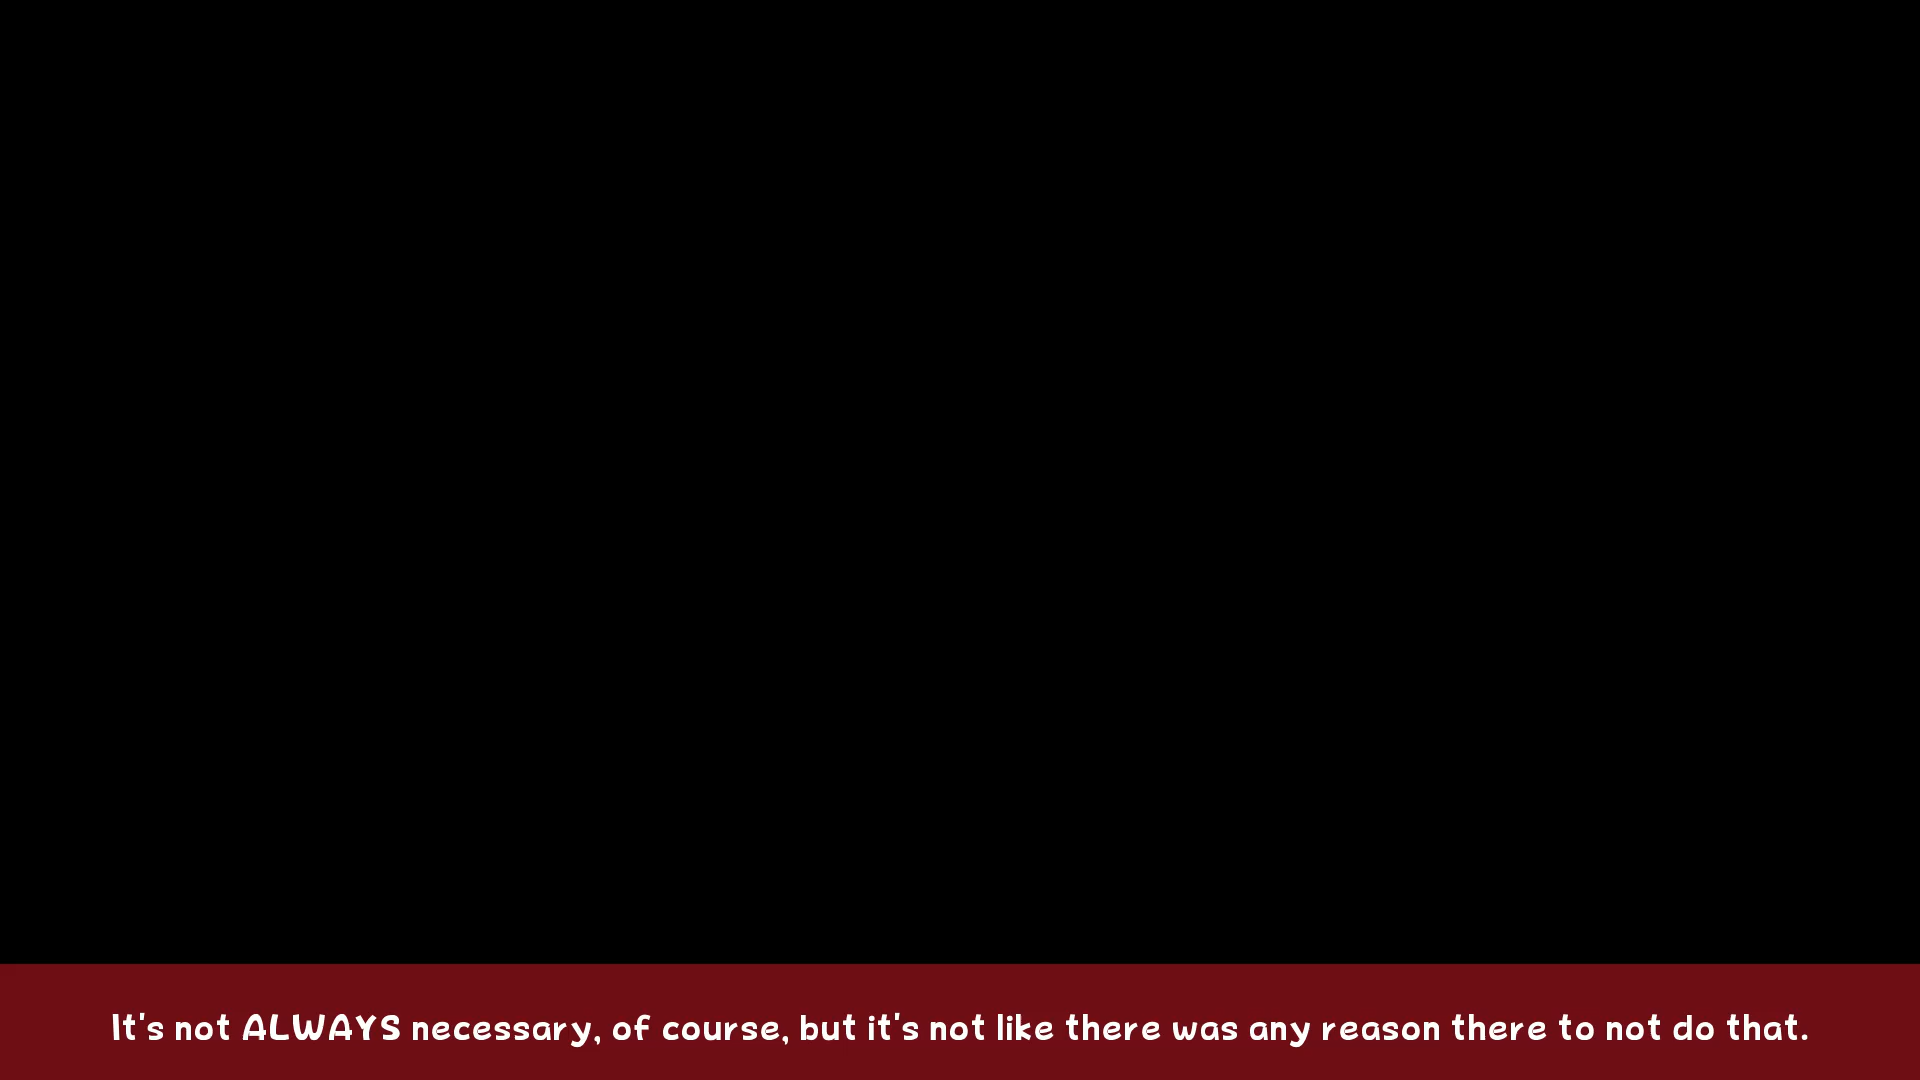 It's not ALWAYS necessary, of course, but it's not like there was any reason there to not do that.